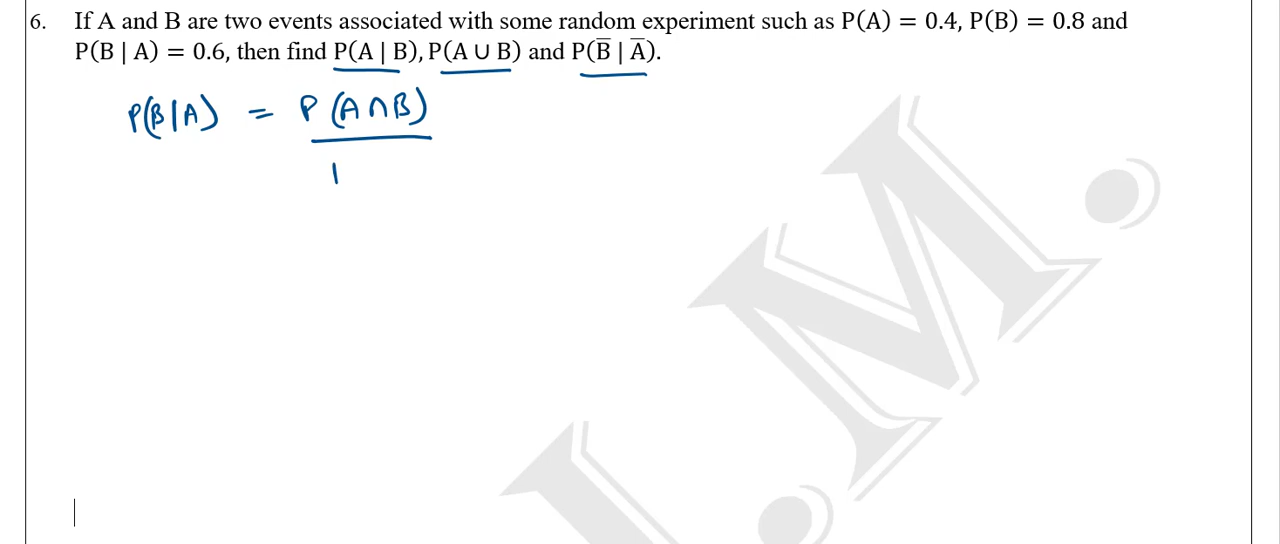 6. If A and B are two events associated with some random experiment such as P(A) = 0.4, P(B) = 0.8 and
P(B | A) = 0.6, then find P(A | B), P(A ∪ B) and P(B̅ | A̅).
P(B|A) = P(A∩B)
I.M.